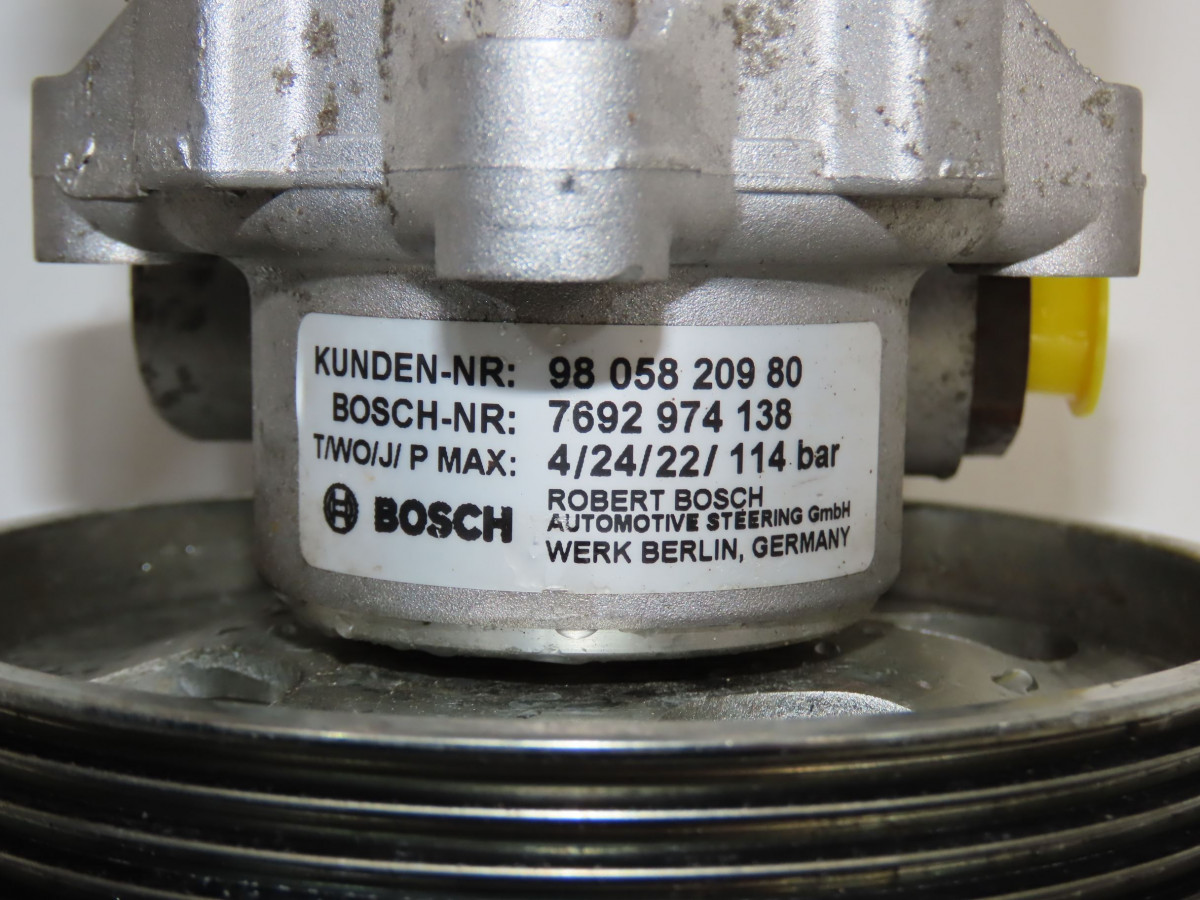 KUNDEN-NR: 98 058 209 80
BOSCH-NR: 7692 974 138
T/WO/J/ P MAX: 4/24/22/ 114 bar
BOSCH
ROBERT BOSCH
AUTOMOTIVE STEERING GmbH
WERK BERLIN, GERMANY